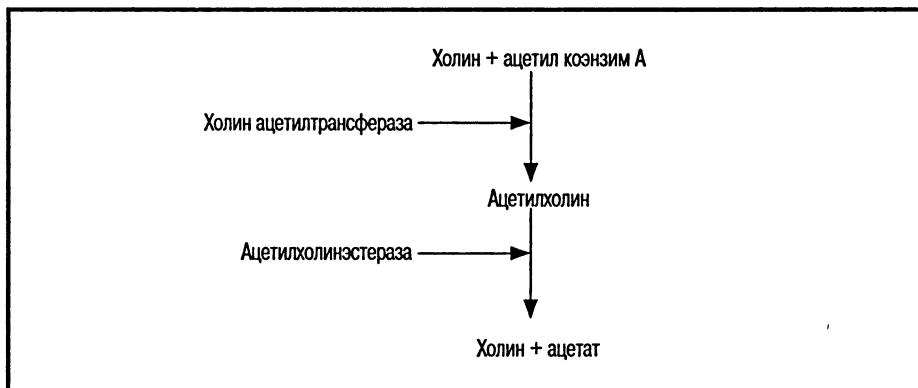 Холин + ацетил коэнзим А
Холин ацетилтрансфераза
Ацетилхолин
Ацетилхолинэстераза
Холин + ацетат